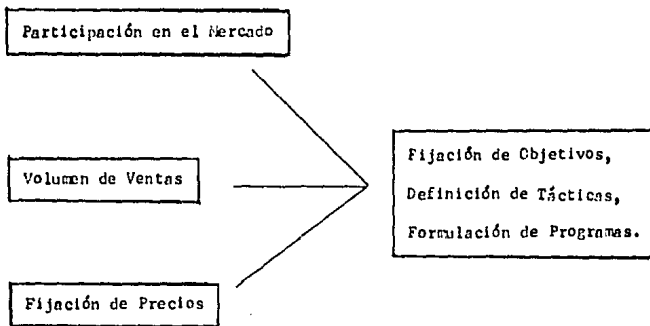 Participación en el Mercado
Volumen de Ventas
Fijación de Precios
Fijación de Objetivos,
Definición de Tácticas,
Formulación de Programas.